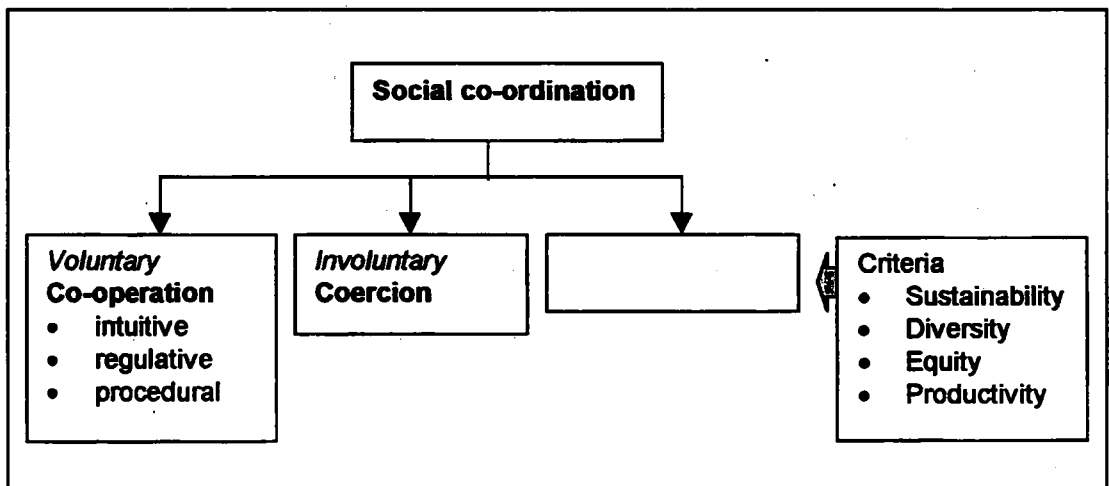 Social co-ordination
Voluntary
Co-operation
• intuitive
• regulative
• procedural
Involuntary
Coercion
Criteria
• Sustainability
• Diversity
• Equity
• Productivity